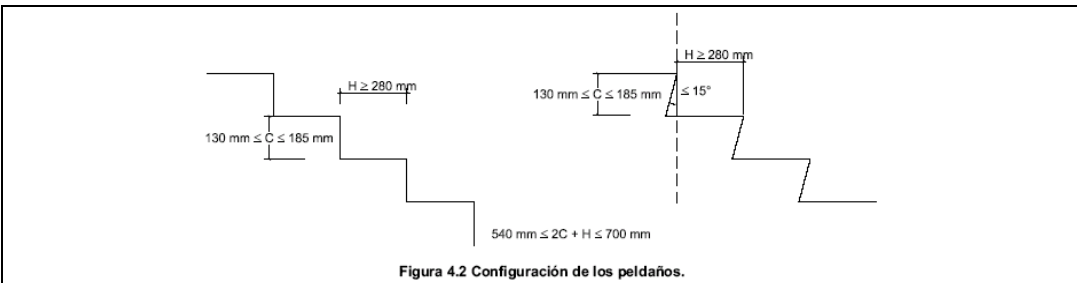 H ≥ 280 mm
130 mm ≤ C ≤ 185 mm
H ≥ 280 mm
130 mm ≤ C ≤ 185 mm
≤ 15°
540 mm ≤ 2C + H ≤ 700 mm
Figura 4.2 Configuración de los peldaños.